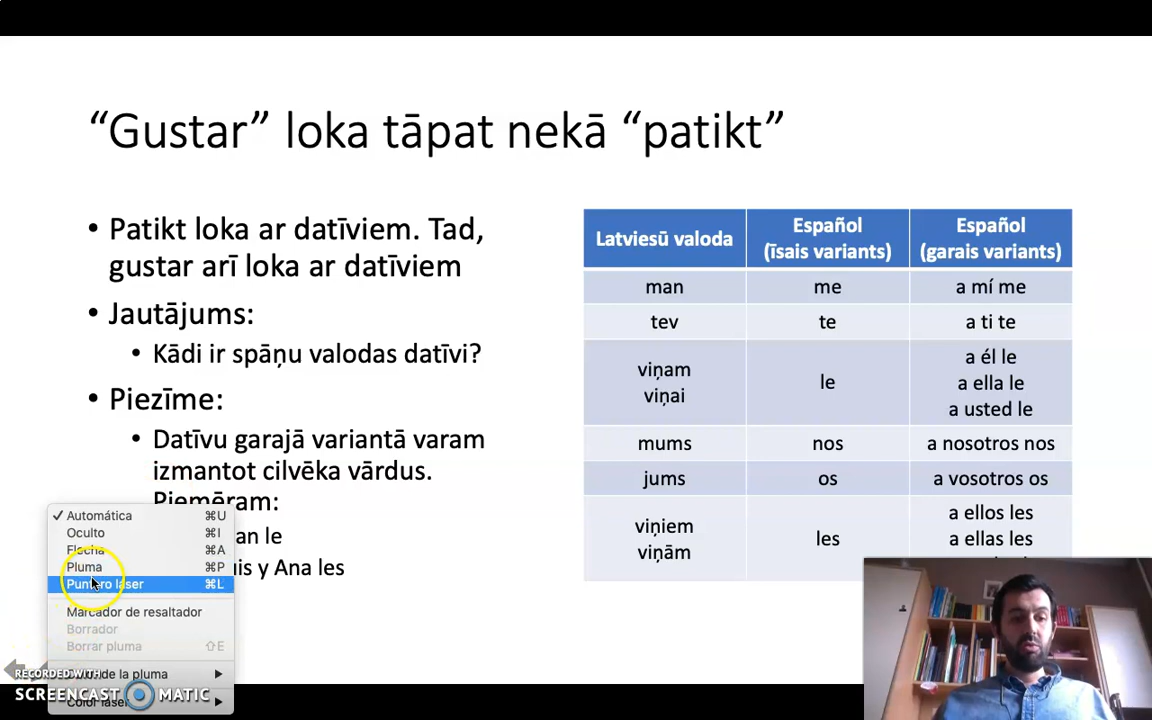 “Gustar” loka tāpat nekā “patikt”
• Patikt loka ar datīviem. Tad,
gustar arī loka ar datīviem
• Jautājums:
• Kādi ir spāņu valodas datīvi?
• Piezīme:
• Datīvu garajā variantā varam
izmantot cilvēka vārdus.
Piemēram:
an le
uis y Ana les
Latviesū valoda
Español
(īsais variants)
Español
(garais variants)
man
me
a mí me
tev
te
a ti te
viņam
viņai
le
a él le
a ella le
a usted le
mums
nos
a nosotros nos
jums
os
a vosotros os
viņiem
viņām
les
a ellos les
a ellas les
✓ Automática ⌘U
Oculto ⌘I
Flecha ⌘A
Pluma ⌘P
Puntero láser ⌘L
Marcador de resaltador
Borrador
Borrar pluma ⇧E
de la pluma
Color láser
RECORDED WITH
SCREENCAST MATIC